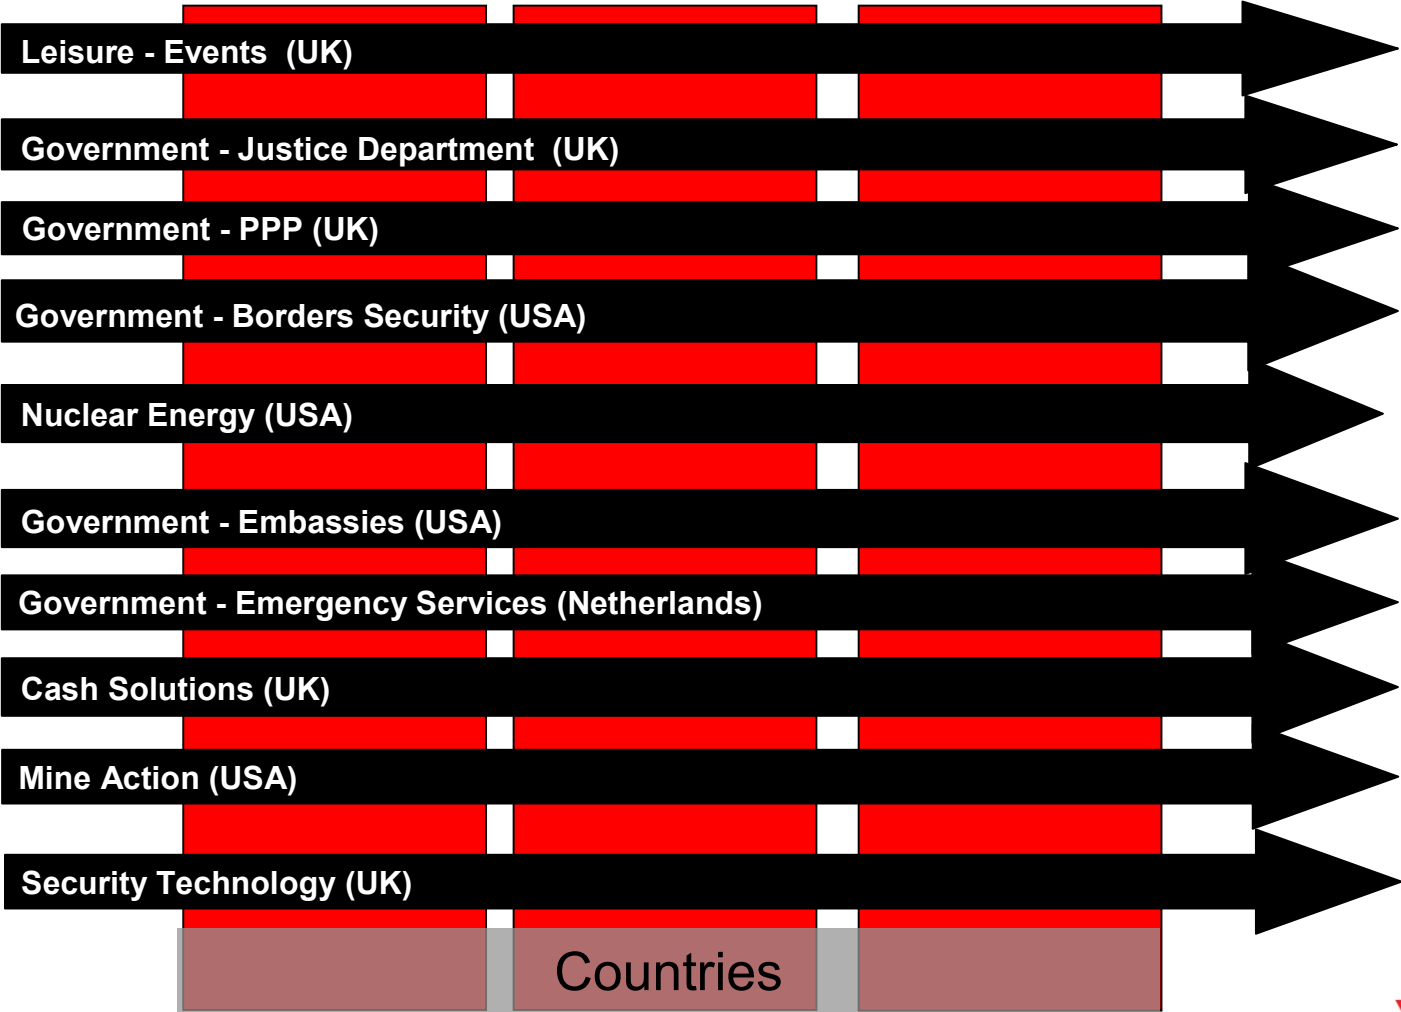 Leisure - Events  (UK)
Government - Justice Department  (UK)
Government - PPP (UK)
Government - Borders Security (USA)
Nuclear Energy (USA)
Government - Embassies (USA)
Government - Emergency Services (Netherlands)
Cash Solutions (UK)
Mine Action (USA)
Security Technology (UK)
Countries